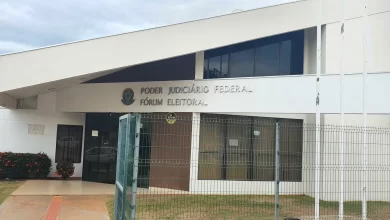 PODER JUDICIÁRIO FEDERAL
FÓRUM ELEITORAL